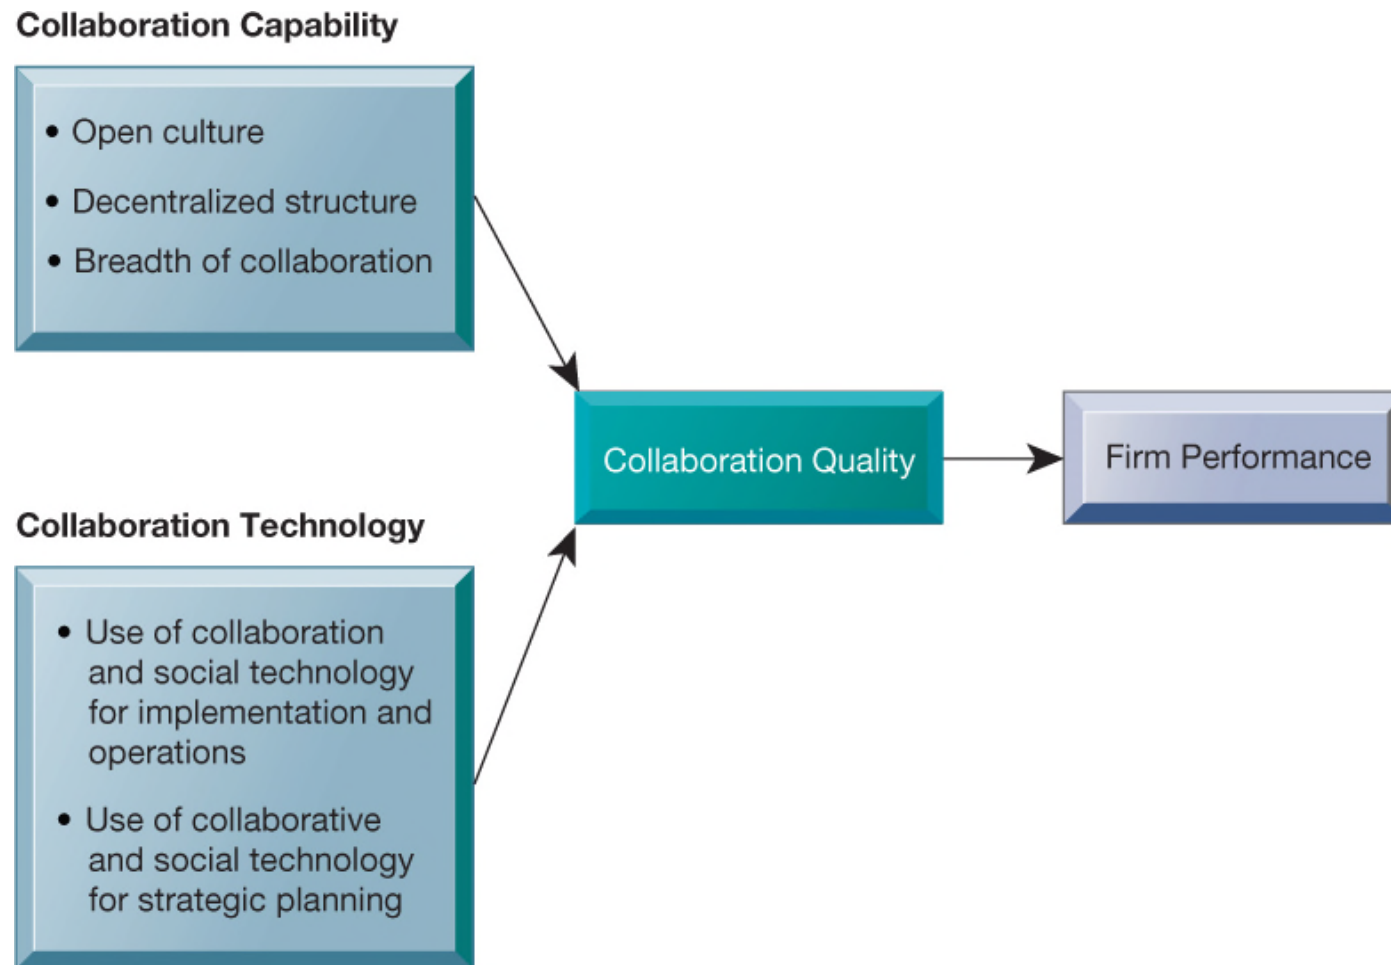 Collaboration Capability
• Open culture
• Decentralized structure
• Breadth of collaboration
Collaboration Quality
Firm Performance
Collaboration Technology
• Use of collaboration
and social technology
for implementation and
operations
• Use of collaborative
and social technology
for strategic planning